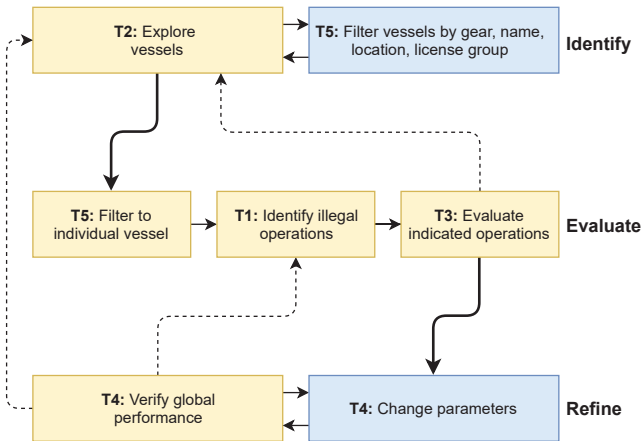 T2: Explore
vessels
T5: Filter vessels by gear, name,
location, license group
Identify
T5: Filter to
individual vessel
T1: Identify illegal
operations
T3: Evaluate
indicated operations
Evaluate
T4: Verify global
performance
T4: Change parameters
Refine